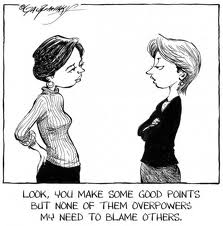 LOOK, YOU MAKE SOME GOOD POINTS
BUT NONE OF THEM OVERPOWERS
MY NEED TO BLAME OTHERS.